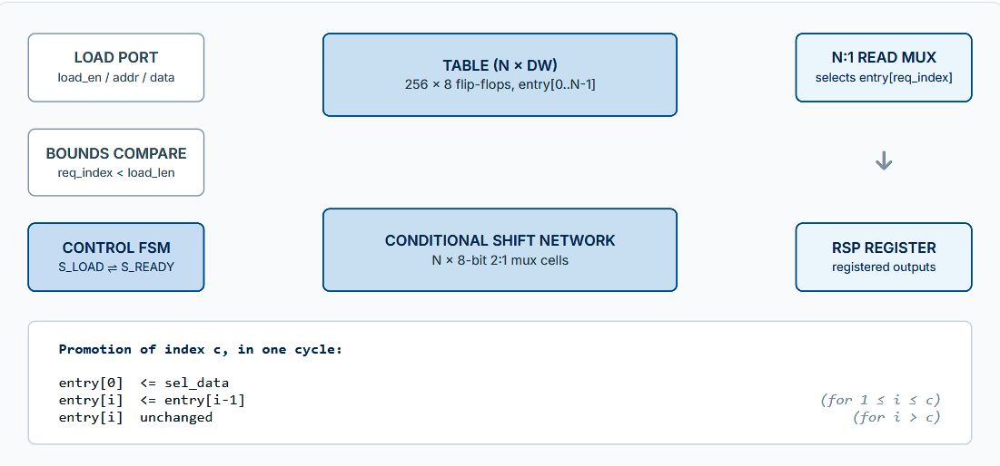 LOAD PORT
load_en / addr / data
TABLE (N × DW)
256 × 8 flip-flops, entry[0..N-1]
N:1 READ MUX
selects entry[req_index]
BOUNDS COMPARE
req_index < load_len
↓
CONTROL FSM
S_LOAD ⇌ S_READY
CONDITIONAL SHIFT NETWORK
N × 8-bit 2:1 mux cells
RSP REGISTER
registered outputs
Promotion of index c, in one cycle:
entry[0]  <= sel_data
entry[i]  <= entry[i-1] (for 1 ≤ i ≤ c)
entry[i]  unchanged (for i > c)